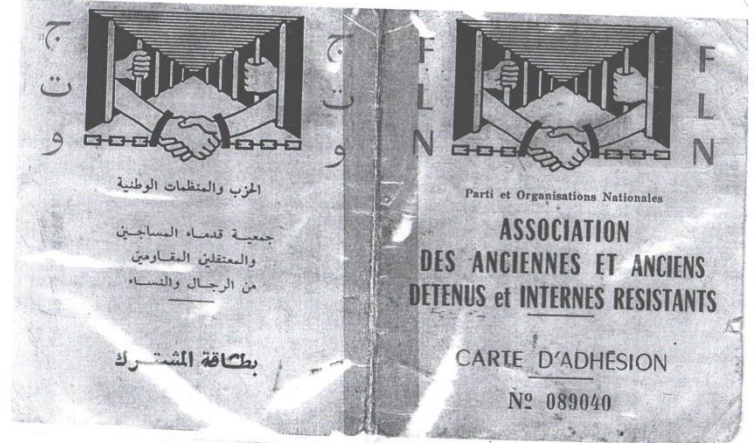 ج
ت
و
ج
ت
و
الحزب والمنظمات الوطنية
جمعية قدماء المساجين
والمعتقلين المقاومين
من الرجال والنساء
بطاقة المشترك
F
L
N
F
L
N
Parti et Organisations Nationales
ASSOCIATION
DES ANCIENNES ET ANCIENS
DETENUS et INTERNES RESISTANTS
CARTE D'ADHÉSION
Nº 089040